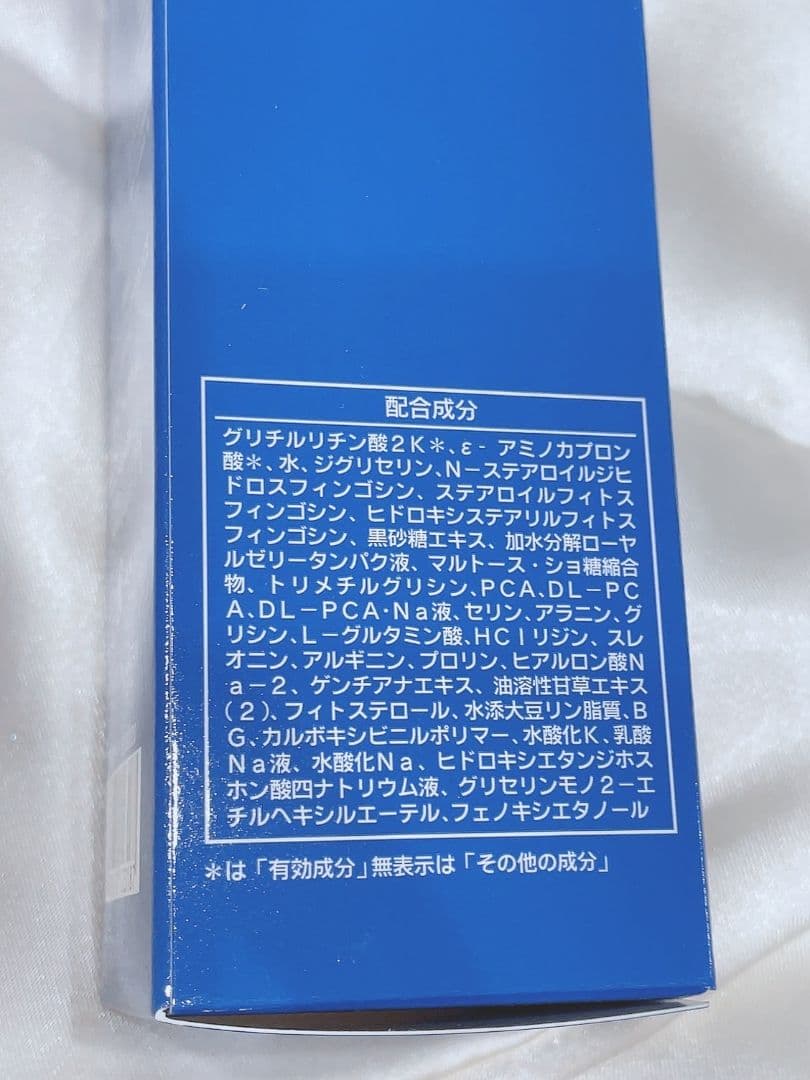 配合成分
グリチルリチン酸2K＊、ε-アミノカプロン
酸＊、水、ジグリセリン、N－ステアロイルジヒ
ドロスフィンゴシン、ステアロイルフィトス
フィンゴシン、ヒドロキシステアリルフィトス
フィンゴシン、黒砂糖エキス、加水分解ローヤ
ルゼリータンパク液、マルトース・ショ糖縮合
物、トリメチルグリシン、PCA、DL－PC
A、DL－PCA・Na液、セリン、アラニン、グ
リシン、L－グルタミン酸、HClリジン、スレ
オニン、アルギニン、プロリン、ヒアルロン酸N
a－2、ゲンチアナエキス、油溶性甘草エキス
（2）、フィトステロール、水添大豆リン脂質、B
G、カルボキシビニルポリマー、水酸化K、乳酸
Na液、水酸化Na、ヒドロキシエタンジホス
ホン酸四ナトリウム液、グリセリンモノ2－エ
チルヘキシルエーテル、フェノキシエタノール
＊は「有効成分」無表示は「その他の成分」